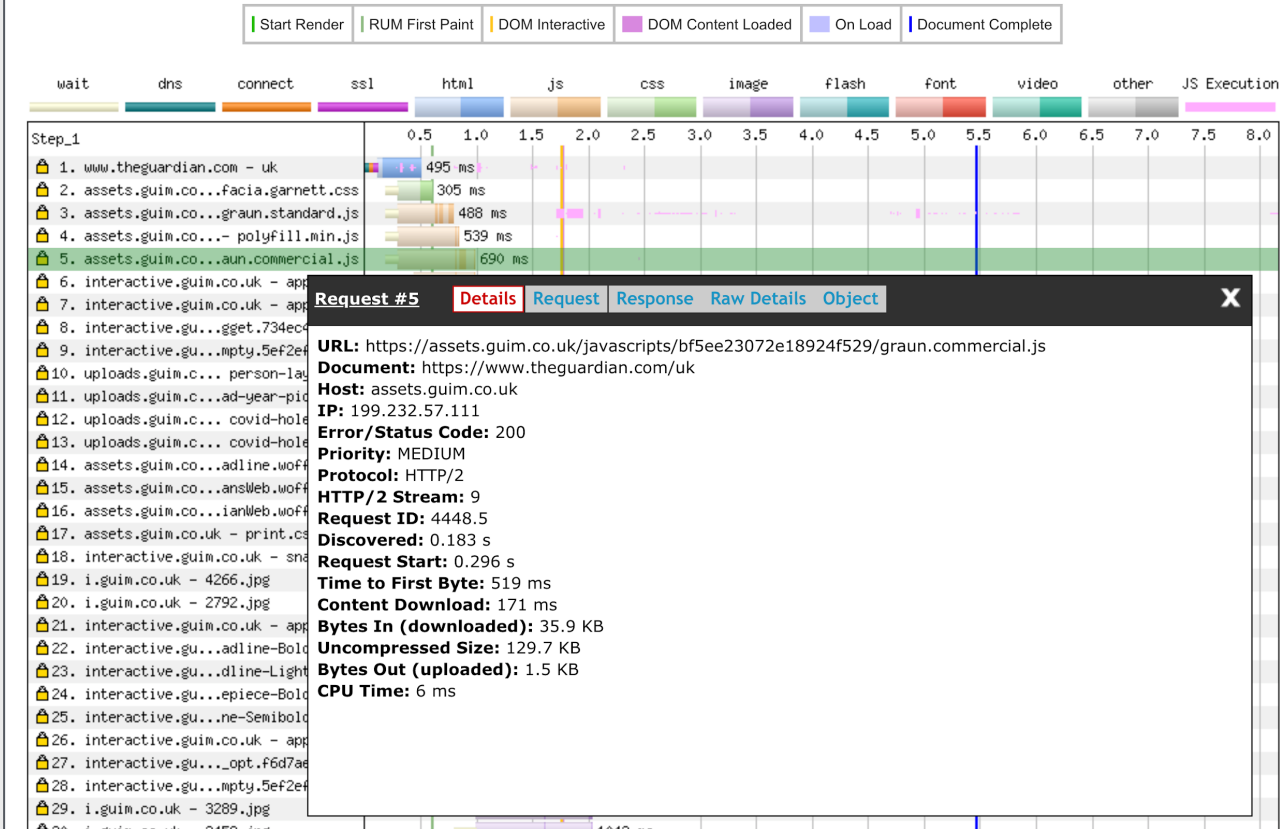 Start Render RUM First Paint DOM Interactive DOM Content Loaded On Load Document Complete
wait dns connect ssl html js css image flash font video other JS Execution
Step_1 0.5 1.0 1.5 2.0 2.5 3.0 3.5 4.0 4.5 5.0 5.5 6.0 6.5 7.0 7.5 8.0
1. www.theguardian.com - uk 495 ms
2. assets.guim.co...facia.garnett.css 305 ms
3. assets.guim.co...graun.standard.js 488 ms
4. assets.guim.co...- polyfill.min.js 539 ms
5. assets.guim.co...aun.commercial.js 690 ms
6. interactive.guim.co.uk - app
7. interactive.guim.co.uk - app
8. interactive.gu...gget.734ec4
9. interactive.gu...mpty.5ef2ef
10. uploads.guim.c... person-lay
11. uploads.guim.c...ad-year-pic
12. uploads.guim.c... covid-hole
13. uploads.guim.c... covid-hole
14. assets.guim.co...adline.woff
15. assets.guim.co...ansWeb.woff
16. assets.guim.co...ianWeb.woff
17. assets.guim.co.uk - print.cs
18. interactive.guim.co.uk - sna
19. i.guim.co.uk - 4266.jpg
20. i.guim.co.uk - 2792.jpg
21. interactive.guim.co.uk - app
22. interactive.gu...adline-Bold
23. interactive.gu...dline-Light
24. interactive.gu...epiece-Bold
25. interactive.gu...ne-Semibold
26. interactive.guim.co.uk - app
27. interactive.gu..._opt.f6d7ae
28. interactive.gu...mpty.5ef2ef
29. i.guim.co.uk - 3289.jpg
Request #5 Details Request Response Raw Details Object X
URL: https://assets.guim.co.uk/javascripts/bf5ee23072e18924f529/graun.commercial.js
Document: https://www.theguardian.com/uk
Host: assets.guim.co.uk
IP: 199.232.57.111
Error/Status Code: 200
Priority: MEDIUM
Protocol: HTTP/2
HTTP/2 Stream: 9
Request ID: 4448.5
Discovered: 0.183 s
Request Start: 0.296 s
Time to First Byte: 519 ms
Content Download: 171 ms
Bytes In (downloaded): 35.9 KB
Uncompressed Size: 129.7 KB
Bytes Out (uploaded): 1.5 KB
CPU Time: 6 ms